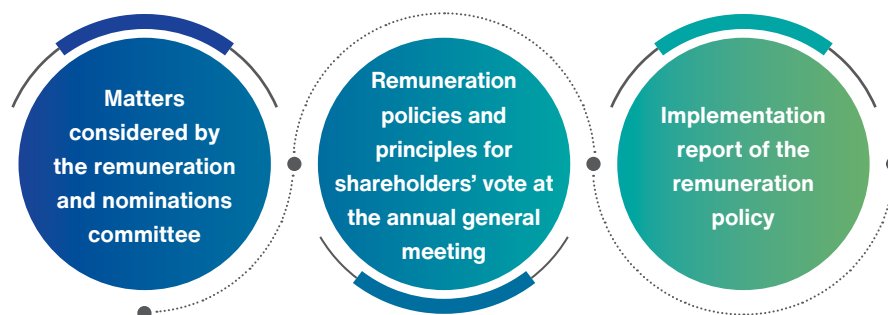 Matters
considered by
the remuneration
and nominations
committee
Remuneration
policies and
principles for
shareholders’ vote at
the annual general
meeting
Implementation
report of the
remuneration
policy